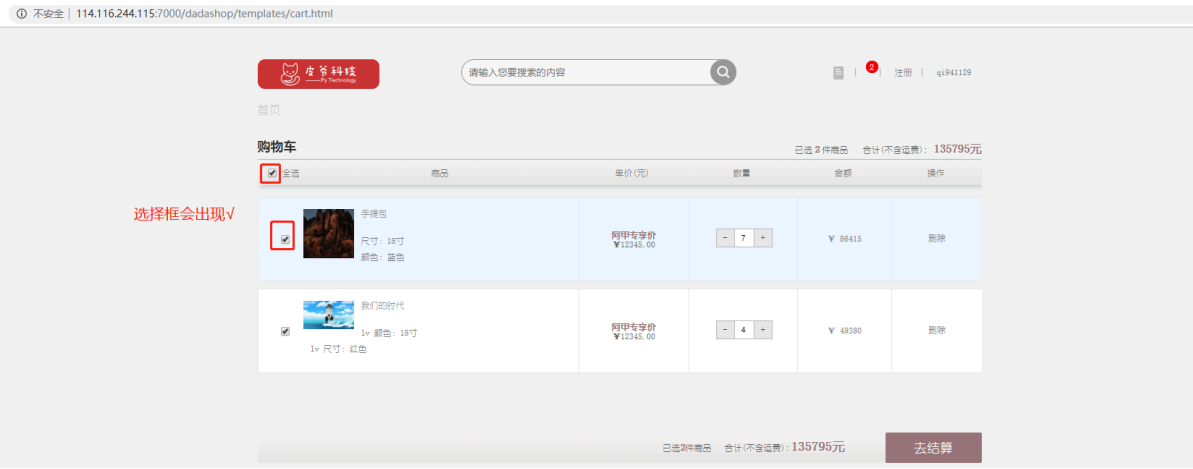 不安全 | 114.116.244.115:7000/dadashop/templates/cart.html
皮爷科技
——Py Technology
请输入您要搜索的内容
2
注册
qi941129
首页
购物车
已选 2 件商品 合计(不含运费): 135795元
全选 商品 单价(元) 数量 金额 操作
选择框会出现√
手提包
尺寸: 18寸
颜色: 蓝色
阿甲专享价
¥12345.00
- 7 +
¥ 86415
删除
我们的时代
lv 颜色: 18寸
lv 尺寸: 红色
阿甲专享价
¥12345.00
- 4 +
¥ 49380
删除
已选2件商品 合计(不含运费): 135795元
去结算